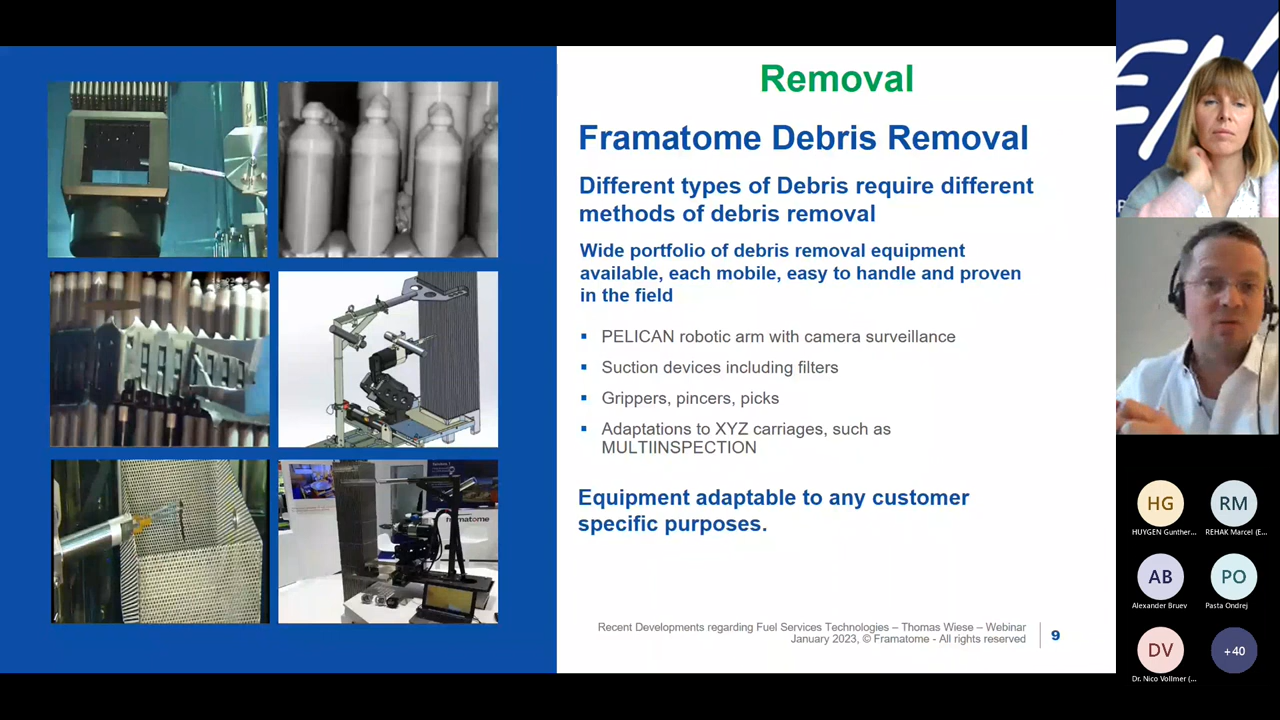 Removal
Framatome Debris Removal
Different types of Debris require different
methods of debris removal
Wide portfolio of debris removal equipment
available, each mobile, easy to handle and proven
in the field
▪ PELICAN robotic arm with camera surveillance
▪ Suction devices including filters
▪ Grippers, pincers, picks
▪ Adaptations to XYZ carriages, such as
MULTIINSPECTION
Equipment adaptable to any customer
specific purposes.
Recent Developments regarding Fuel Services Technologies – Thomas Wiese – Webinar
January 2023, © Framatome - All rights reserved
9
HG
RM
HUYGEN Gunther...
REHAK Marcel (E...
AB
PO
Alexander Bruev
Pasta Ondrej
DV
+40
Dr. Nico Vollmer (...